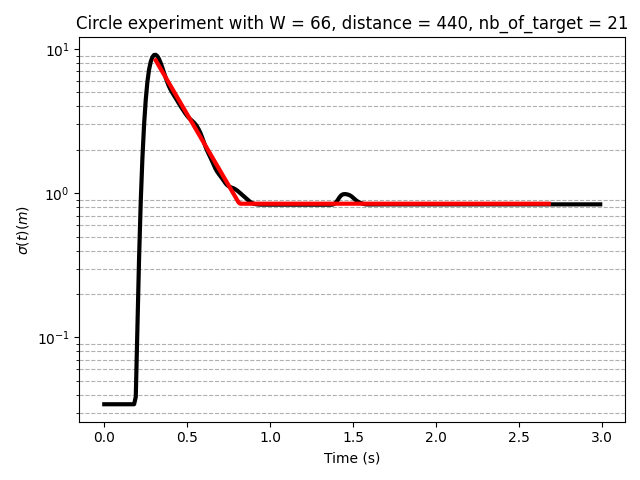 Circle experiment with W = 66, distance = 440, nb_of_target = 21
10¹
10⁰
10⁻¹
σ(t)(m)
0.0 0.5 1.0 1.5 2.0 2.5 3.0
Time (s)